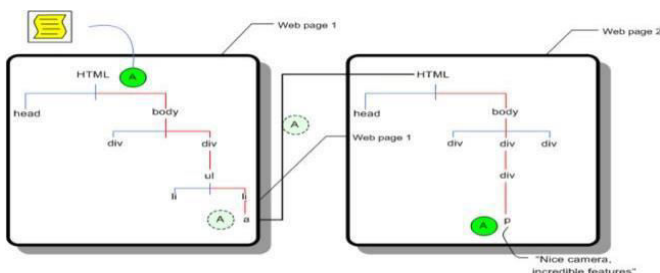 Web page 1
HTML
A
head
body
div
div
ul
li
li
A
a
A
Web page 1
Web page 2
HTML
head
body
div
div
div
div
A
p
"Nice camera,
incredible features"